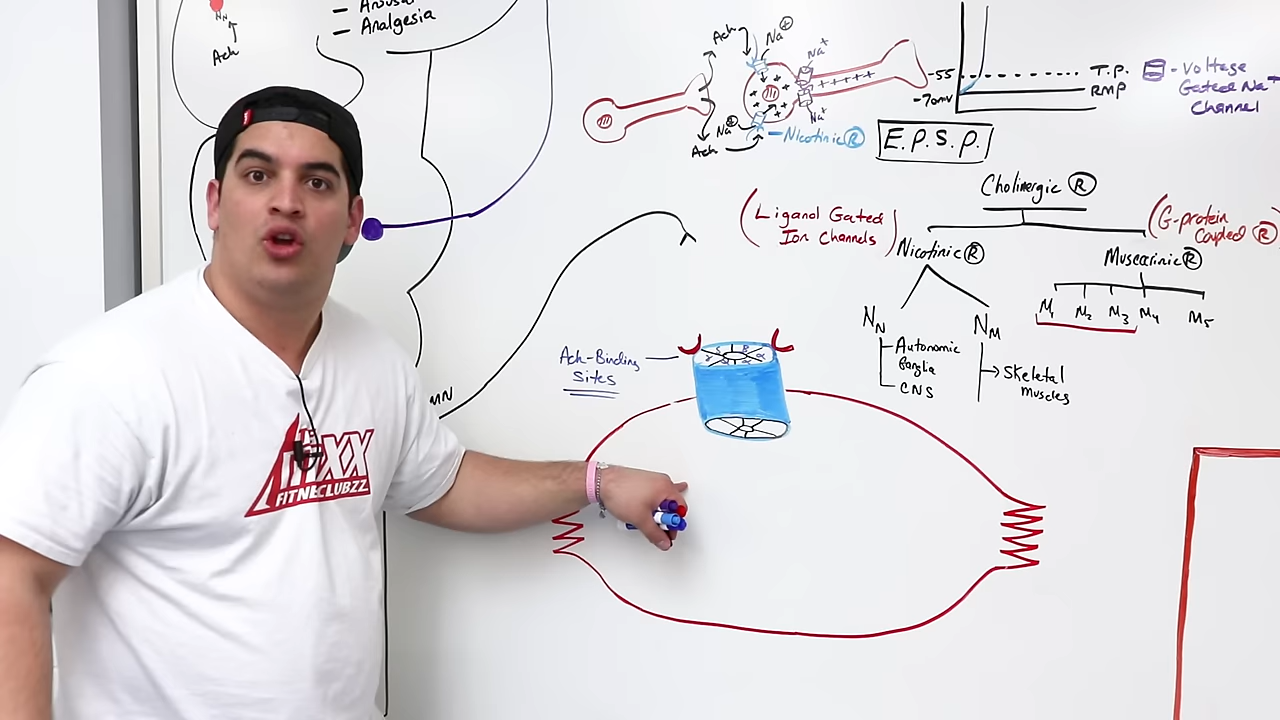 – Arousal
– Analgesia
NN
Ach
Ach
Na+
Na+
-55
T.P.
RMP
-70mV
– Voltage
Gated Na+
Channel
++++
Na+
Na+
Ach
Nicotinic R
E.P.S.P.
Cholinergic R
(Ligand Gated
Ion Channels)
(G-protein
Coupled R
Nicotinic R
Muscarinic R
M1 M2 M3 M4 M5
NN
NM
Autonomic
Ganglia
CNS
Skeletal
Muscles
Ach-Binding
Sites
MN
FITNECLUBZZ